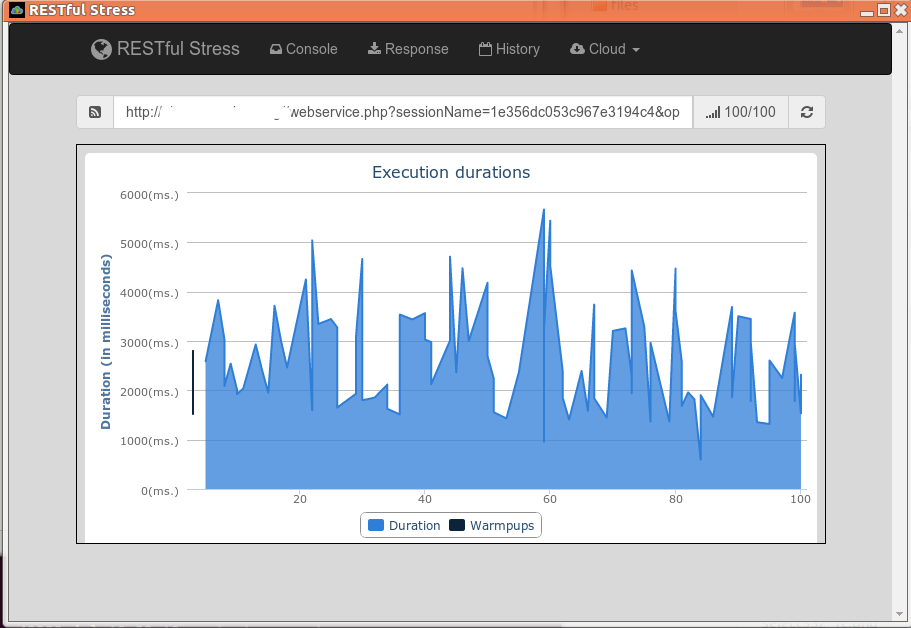 RESTful Stress
files
RESTful Stress Console Response History Cloud
http:// webservice.php?sessionName=1e356dc053c967e3194c4&op 100/100
Execution durations
6000(ms.)
5000(ms.)
4000(ms.)
3000(ms.)
2000(ms.)
1000(ms.)
0(ms.)
Duration (in milliseconds)
20 40 60 80 100
Duration Warmpups